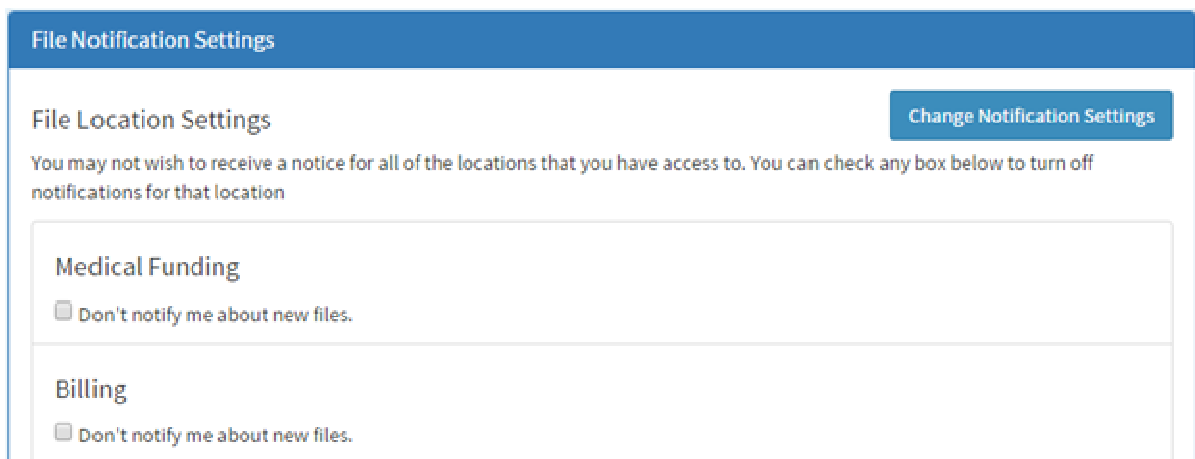 File Notification Settings
File Location Settings
Change Notification Settings
You may not wish to receive a notice for all of the locations that you have access to. You can check any box below to turn off
notifications for that location
Medical Funding
Don't notify me about new files.
Billing
Don't notify me about new files.